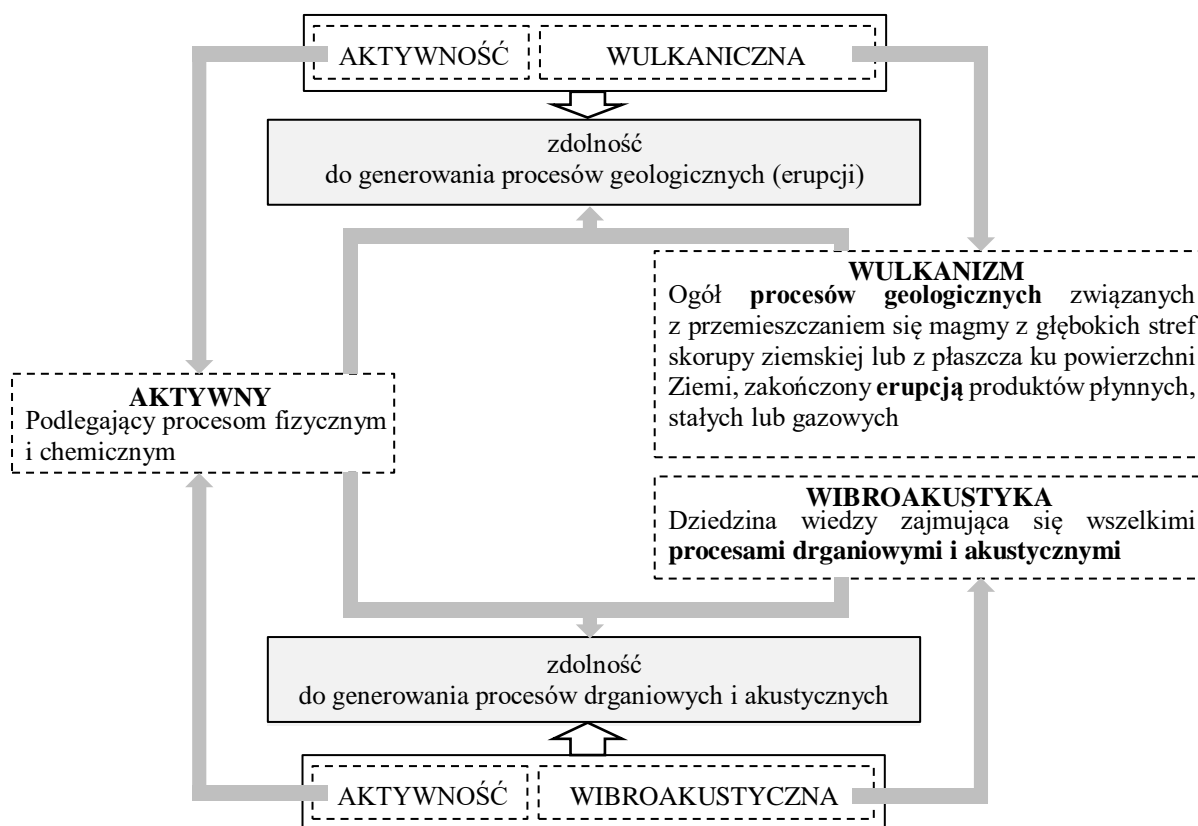 AKTYWNOŚĆ WULKANICZNA
zdolność
do generowania procesów geologicznych (erupcji)
WULKANIZM
Ogół procesów geologicznych związanych
z przemieszczaniem się magmy z głębokich stref
skorupy ziemskiej lub z płaszcza ku powierzchni
Ziemi, zakończony erupcją produktów płynnych,
stałych lub gazowych
AKTYWNY
Podlegający procesom fizycznym
i chemicznym
WIBROAKUSTYKA
Dziedzina wiedzy zajmująca się wszelkimi
procesami drganiowymi i akustycznymi
zdolność
do generowania procesów drganiowych i akustycznych
AKTYWNOŚĆ WIBROAKUSTYCZNA